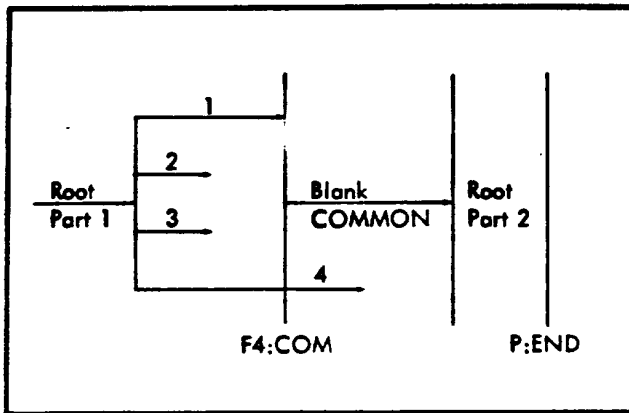 1
2
Root
Part 1
3
Blank
COMMON
Root
Part 2
4
F4:COM
P:END